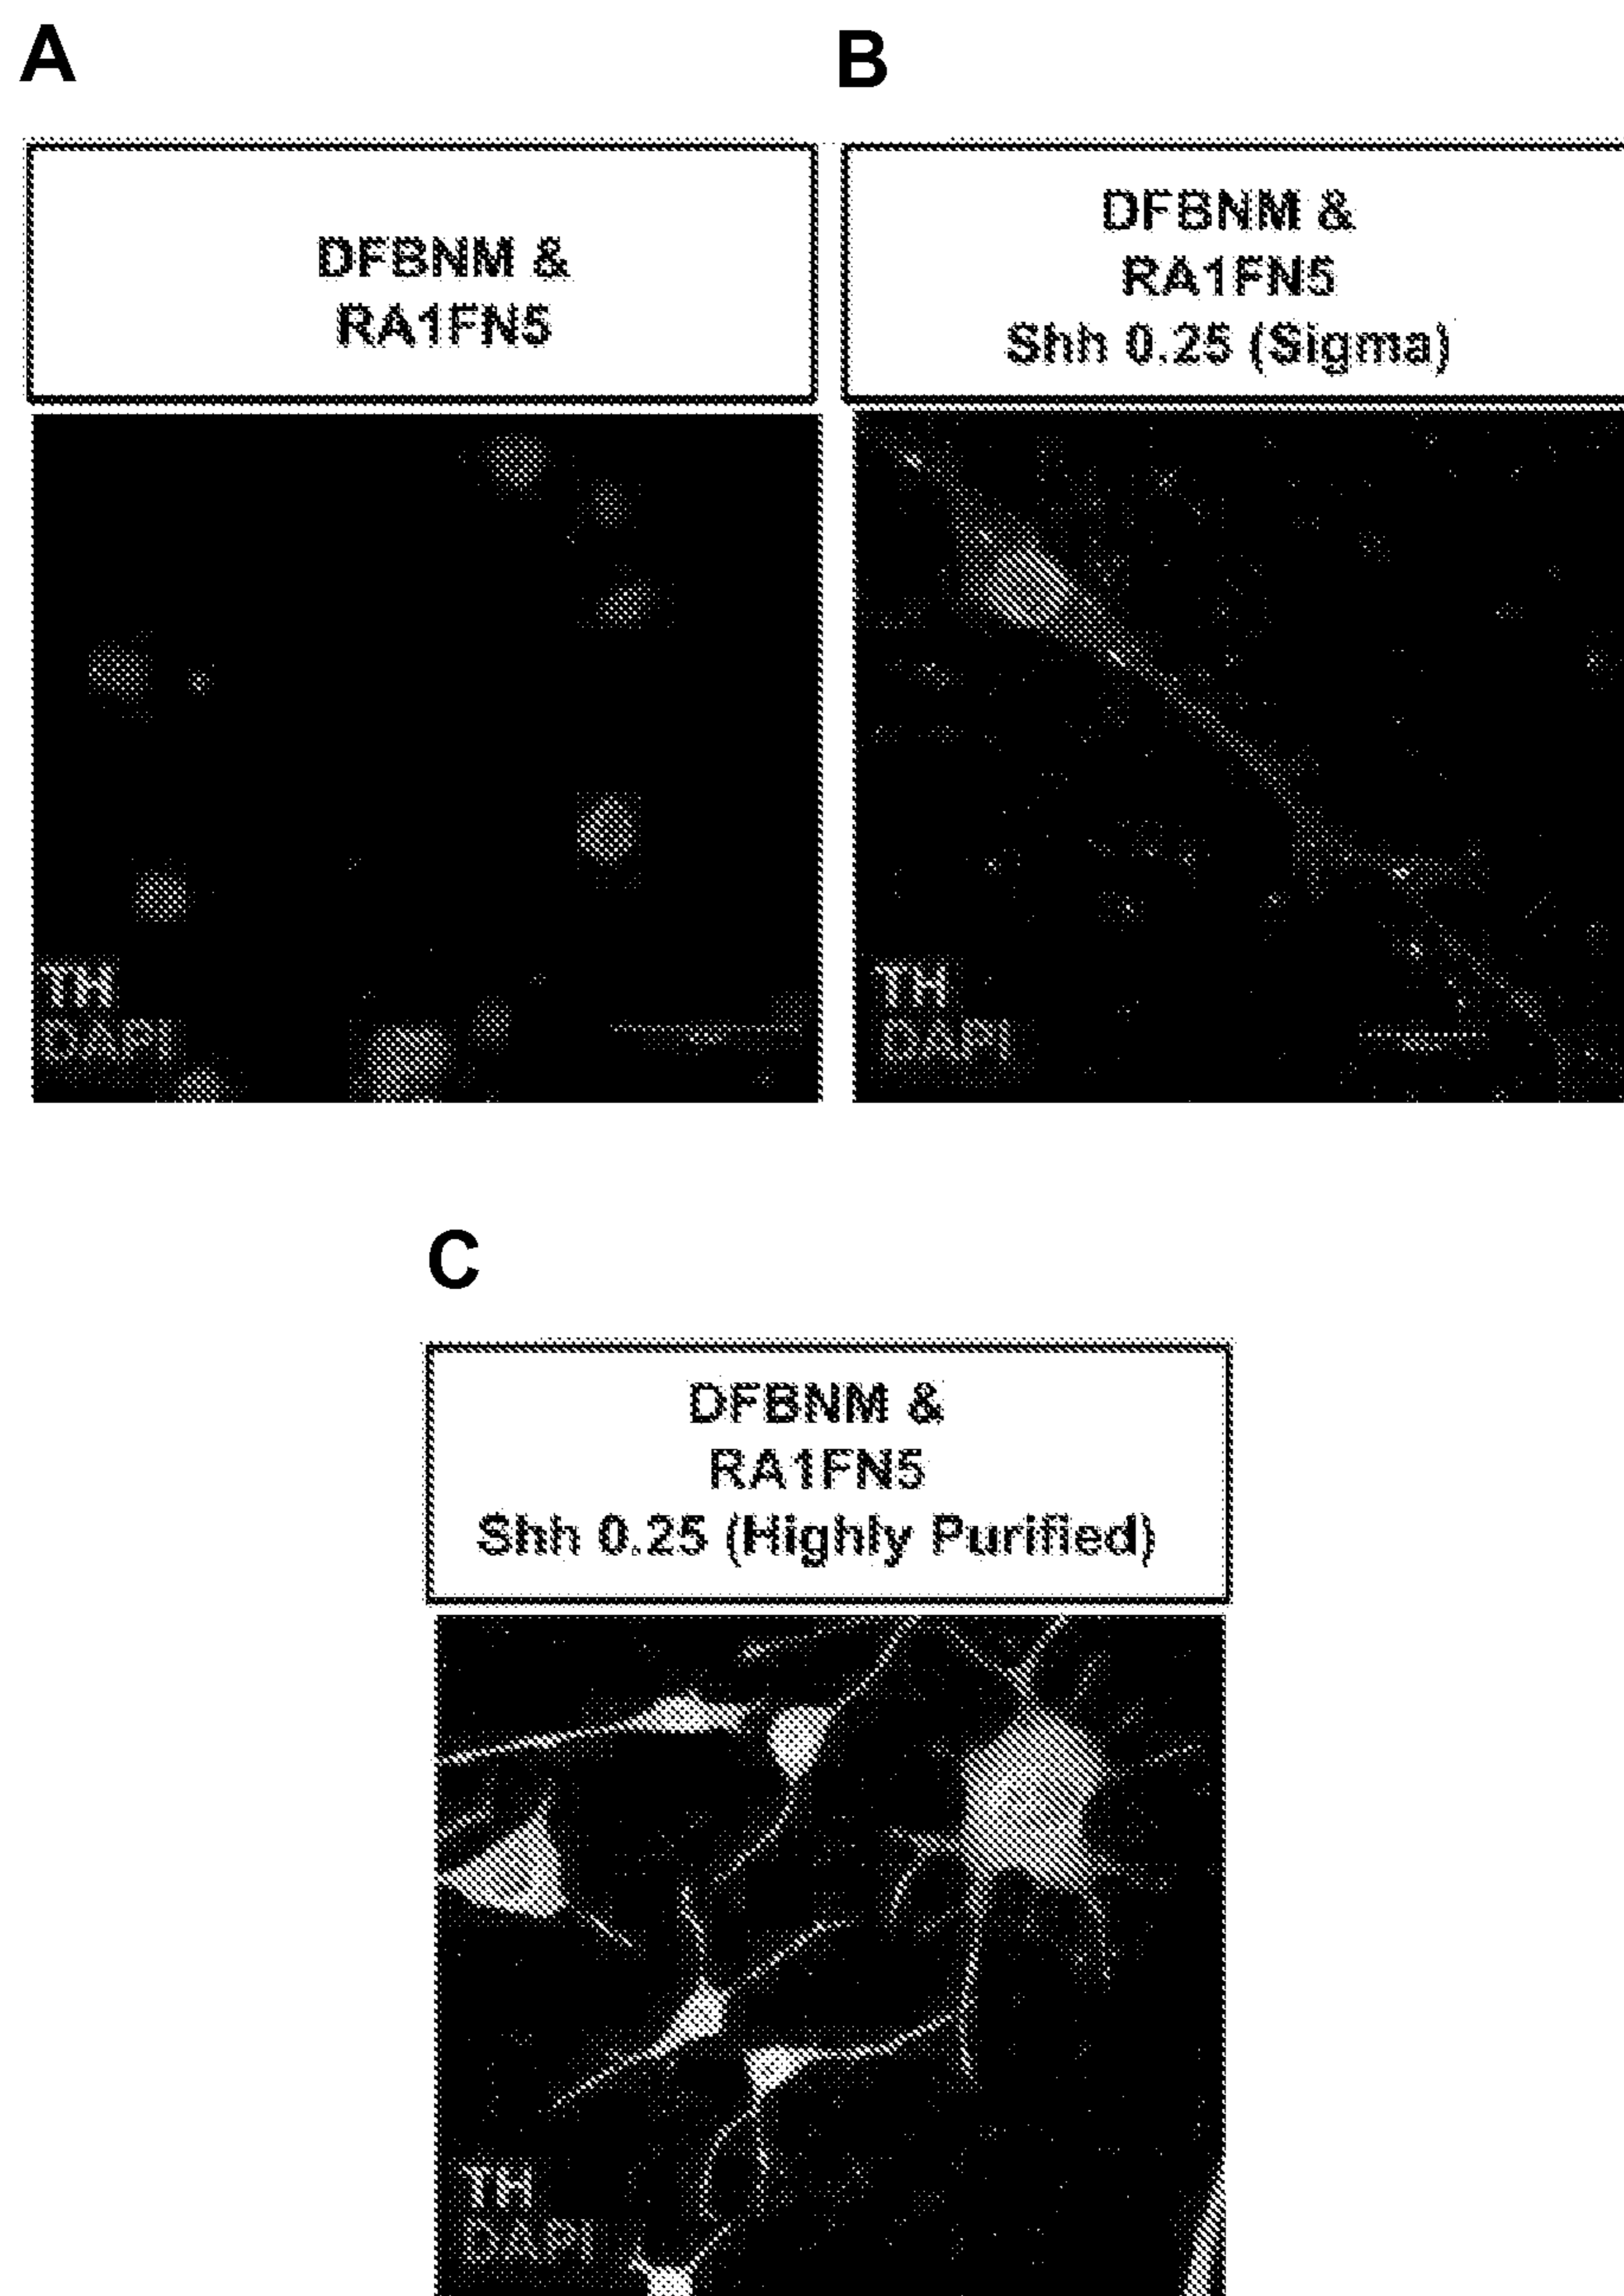 A
B
DFBNM &
RA1FN5
DFBNM &
RA1FN5
Shh 0.25 (Sigma)
TH
DAPI
TH
DAPI
C
DFBNM &
RA1FN5
Shh 0.25 (Highly Purified)
TH
DAPI